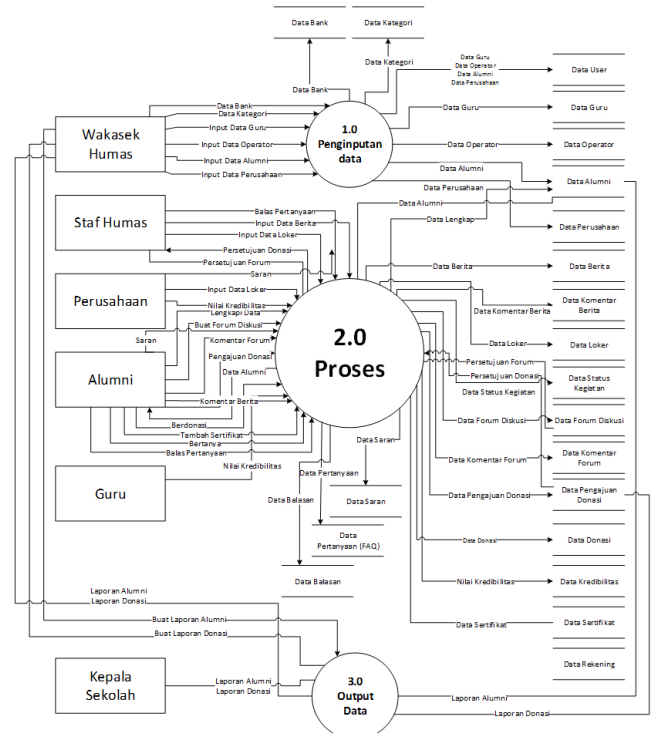 Data Bank
Data Kategori
Data Kategori
Data Bank
Data Guru
Data Operator
Data Alumni
Data Perusahaan
Data User
Wakasek
Humas
Data Bank
Data Kategori
Input Data Guru
Input Data Operator
Input Data Alumni
Input Data Perusahaan
1.0
Penginputan
data
Data Guru
Data Guru
Data Operator
Data Operator
Data Alumni
Data Perusahaan
Data Alumni
Data Alumni
Data Lengkap
Data Perusahaan
Staf Humas
Balas Pertanyaan
Input Data Berita
Input Data Loker
Persetujuan Donasi
Persetujuan Forum
Saran
Data Berita
Data Berita
Perusahaan
Input Data Loker
Nilai Kredibilitas
Lengkapi Data
Data Komentar Berita
Data Komentar
Berita
Alumni
Saran
Buat Forum Diskusi
Komentar Forum
Pengajuan Donasi
Data Alumni
Komentar Berita
Berdonasi
Tambah Sertifikat
Bertanya
Balas Pertanyaan
2.0
Proses
Data Loker
Data Loker
Persetujuan Forum
Persetujuan Donasi
Data Status Kegiatan
Data Status
Kegiatan
Data Forum Diskusi
Data Forum Diskusi
Guru
Nilai Kredibilitas
Data Saran
Data Pertanyaan
Data Balasan
Data Saran
Data
Pertanyaan (FAQ)
Data Balasan
Data Komentar Forum
Data Komentar
Forum
Data Pengajuan Donasi
Data Pengajuan
Donasi
Data Donasi
Data Donasi
Nilai Kredibilitas
Data Kredibilitas
Data Sertifikat
Data Sertifikat
Data Rekening
Laporan Alumni
Laporan Donasi
Buat Laporan Alumni
Buat Laporan Donasi
Kepala
Sekolah
Laporan Alumni
Laporan Donasi
3.0
Output
Data
Laporan Alumni
Laporan Donasi